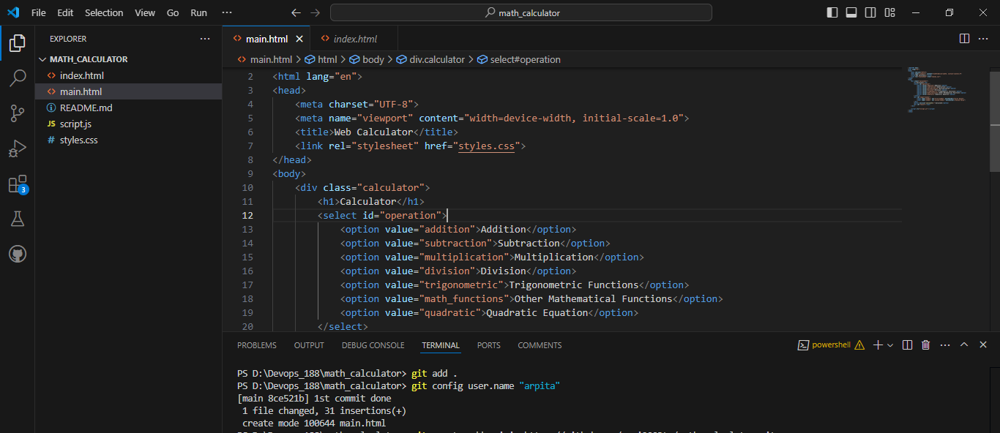 File Edit Selection View Go Run ···
math_calculator
EXPLORER
MATH_CALCULATOR
index.html
main.html
README.md
JS script.js
# styles.css
3
main.html
index.html
main.html > html > body > div.calculator > select#operation
2 <html lang="en">
3 <head>
4 <meta charset="UTF-8">
5 <meta name="viewport" content="width=device-width, initial-scale=1.0">
6 <title>Web Calculator</title>
7 <link rel="stylesheet" href="styles.css">
8 </head>
9 <body>
10 <div class="calculator">
11 <h1>Calculator</h1>
12 <select id="operation">
13 <option value="addition">Addition</option>
14 <option value="subtraction">Subtraction</option>
15 <option value="multiplication">Multiplication</option>
16 <option value="division">Division</option>
17 <option value="trigonometric">Trigonometric Functions</option>
18 <option value="math_functions">Other Mathematical Functions</option>
19 <option value="quadratic">Quadratic Equation</option>
20 </select>
PROBLEMS OUTPUT DEBUG CONSOLE TERMINAL PORTS COMMENTS
powershell
PS D:\Devops_188\math_calculator> git add .
PS D:\Devops_188\math_calculator> git config user.name "arpita"
[main 8ce521b] 1st commit done
1 file changed, 31 insertions(+)
create mode 100644 main.html